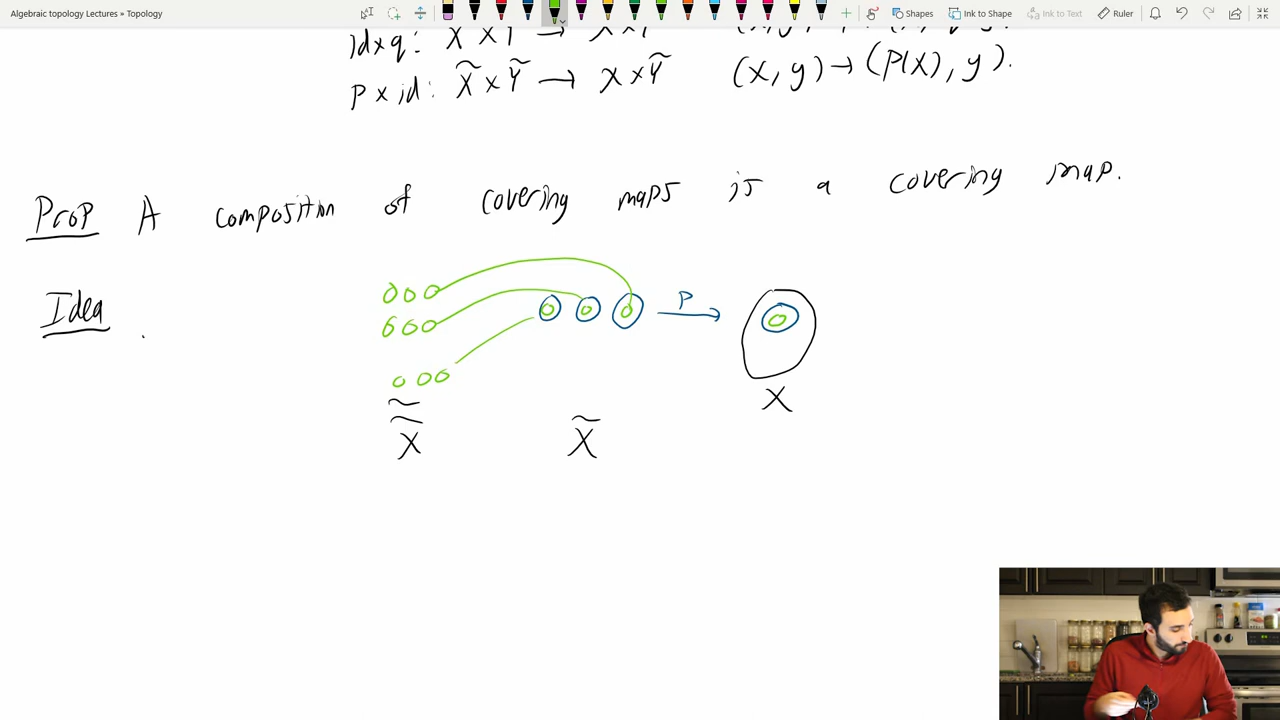 Algebraic topology Lectures » Topology
Shapes Ink to Shape Ink to Text Ruler
id×q:
p×id: X̃×Ỹ → X×Ỹ (x,y)→(p(x),y).
Prop A composition of covering maps is a covering map.
Idea
P
X
X̃̃ X̃